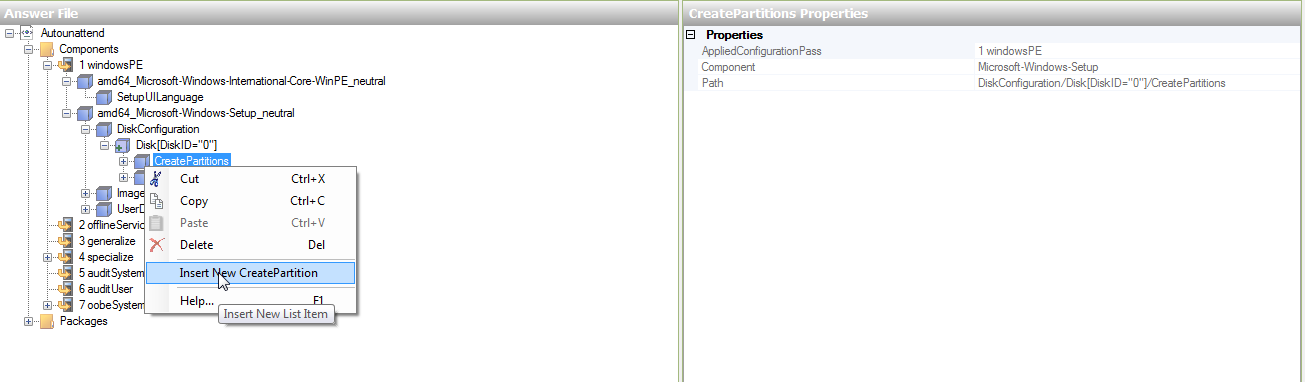 Answer File
Autounattend
Components
1 windowsPE
amd64_Microsoft-Windows-International-Core-WinPE_neutral
SetupUILanguage
amd64_Microsoft-Windows-Setup_neutral
DiskConfiguration
Disk[DiskID="0"]
CreatePartitions
Image
UserD
2 offlineServic
3 generalize
4 specialize
5 auditSystem
6 auditUser
7 oobeSystem
Packages
Cut Ctrl+X
Copy Ctrl+C
Paste Ctrl+V
Delete Del
Insert New CreatePartition
Help... F1
Insert New List Item
CreatePartitions Properties
Properties
AppliedConfigurationPass 1 windowsPE
Component Microsoft-Windows-Setup
Path DiskConfiguration/Disk[DiskID="0"]/CreatePartitions